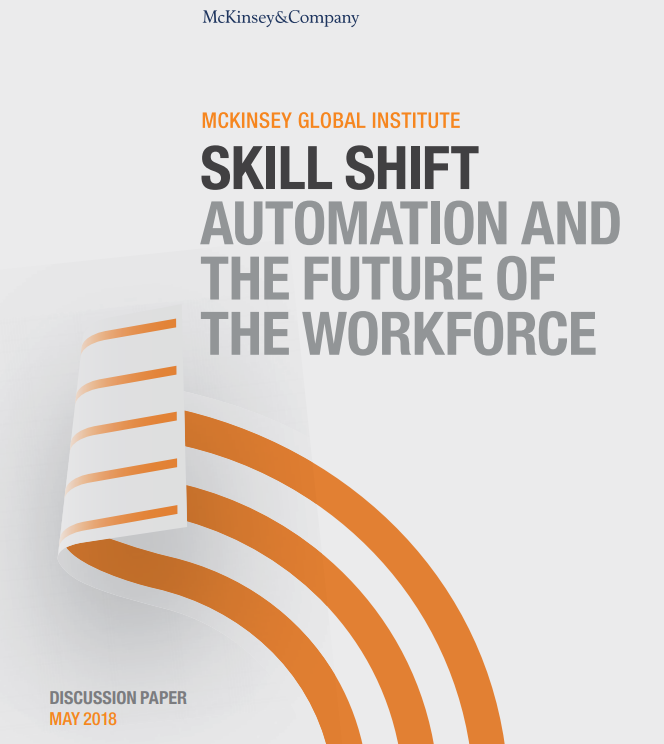 McKinsey&Company
MCKINSEY GLOBAL INSTITUTE
SKILL SHIFT
AUTOMATION AND
THE FUTURE OF
THE WORKFORCE
DISCUSSION PAPER
MAY 2018